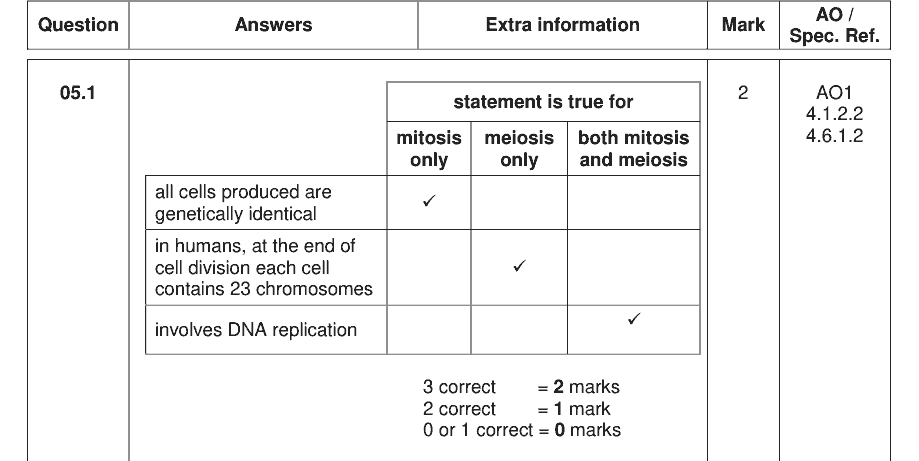 Question Answers Extra information Mark AO /
Spec. Ref.
05.1 2 AO1
4.1.2.2
4.6.1.2
statement is true for
mitosis only
meiosis only
both mitosis and meiosis
all cells produced are
genetically identical ✓
in humans, at the end of
cell division each cell
contains 23 chromosomes ✓
involves DNA replication ✓
3 correct = 2 marks
2 correct = 1 mark
0 or 1 correct = 0 marks